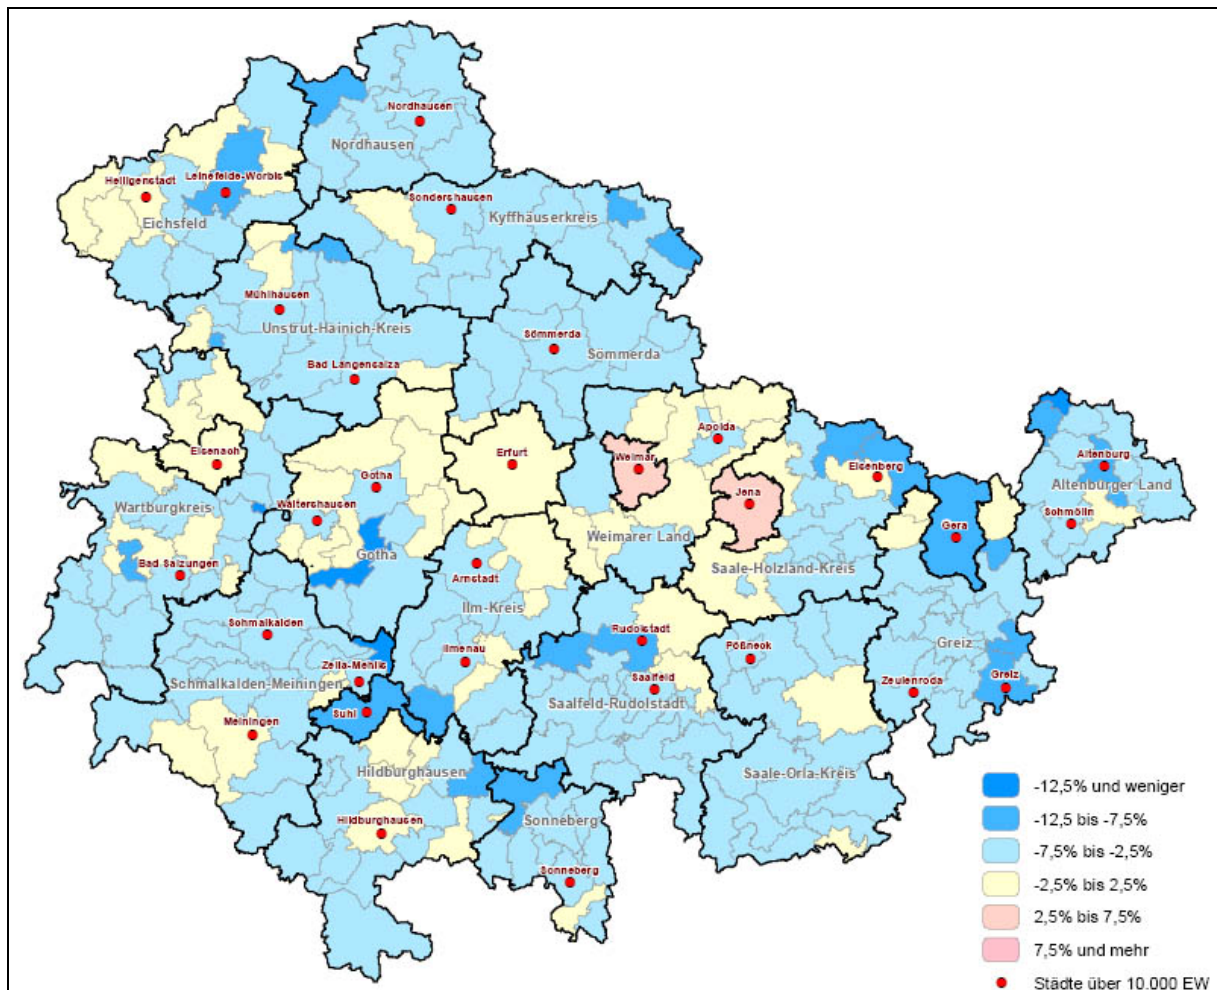 Nordhausen
Nordhausen
Heiligenstadt
Leinefelde-Worbis
Eichsfeld
Sondershausen
Kyffhäuserkreis
Mühlhausen
Unstrut-Hainich-Kreis
Sömmerda
Sömmerda
Bad Langensalza
Eisenach
Erfurt
Weimar
Apolda
Gotha
Jena
Eisenberg
Altenburg
Altenburger Land
Wartburgkreis
Waltershausen
Gera
Schmölln
Weimarer Land
Gotha
Bad Salzungen
Arnstadt
Saale-Holzland-Kreis
Ilm-Kreis
Schmalkalden
Rudolstadt
Greiz
Ilmenau
Pößneck
Zella-Mehlis
Schmalkalden-Meiningen
Saalfeld
Zeulenroda
Greiz
Saalfeld-Rudolstadt
Suhl
Meiningen
Hildburghausen
Saale-Orla-Kreis
Hildburghausen
Sonneberg
Sonneberg
-12,5% und weniger
-12,5 bis -7,5%
-7,5% bis -2,5%
-2,5% bis 2,5%
2,5% bis 7,5%
7,5% und mehr
Städte über 10.000 EW